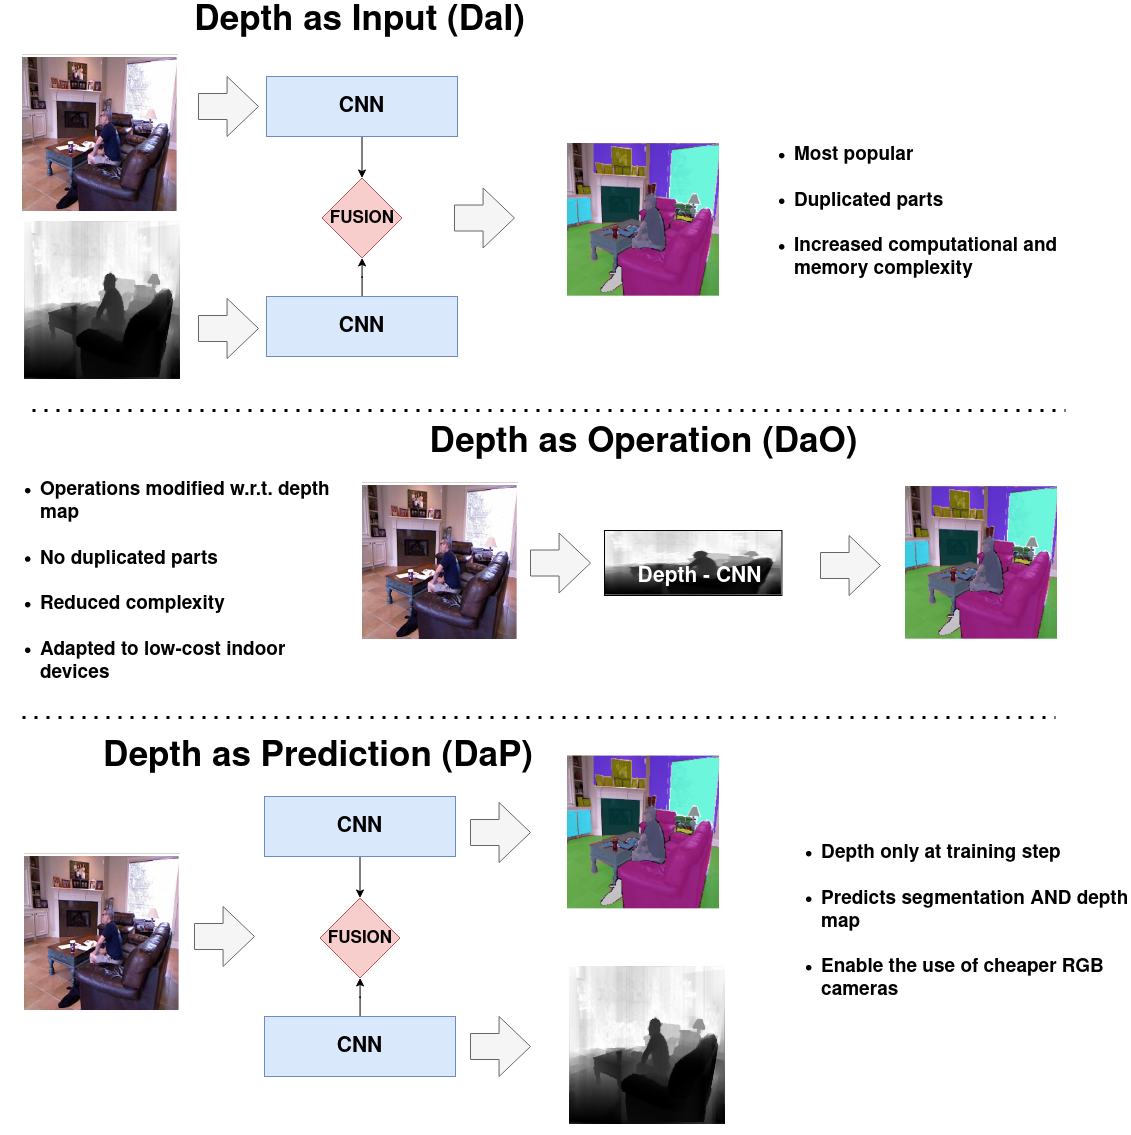 Depth as Input (DaI)
CNN
FUSION
CNN
• Most popular
• Duplicated parts
• Increased computational and
memory complexity
Depth as Operation (DaO)
• Operations modified w.r.t. depth
map
• No duplicated parts
• Reduced complexity
• Adapted to low-cost indoor
devices
Depth - CNN
Depth as Prediction (DaP)
CNN
FUSION
CNN
• Depth only at training step
• Predicts segmentation AND depth
map
• Enable the use of cheaper RGB
cameras